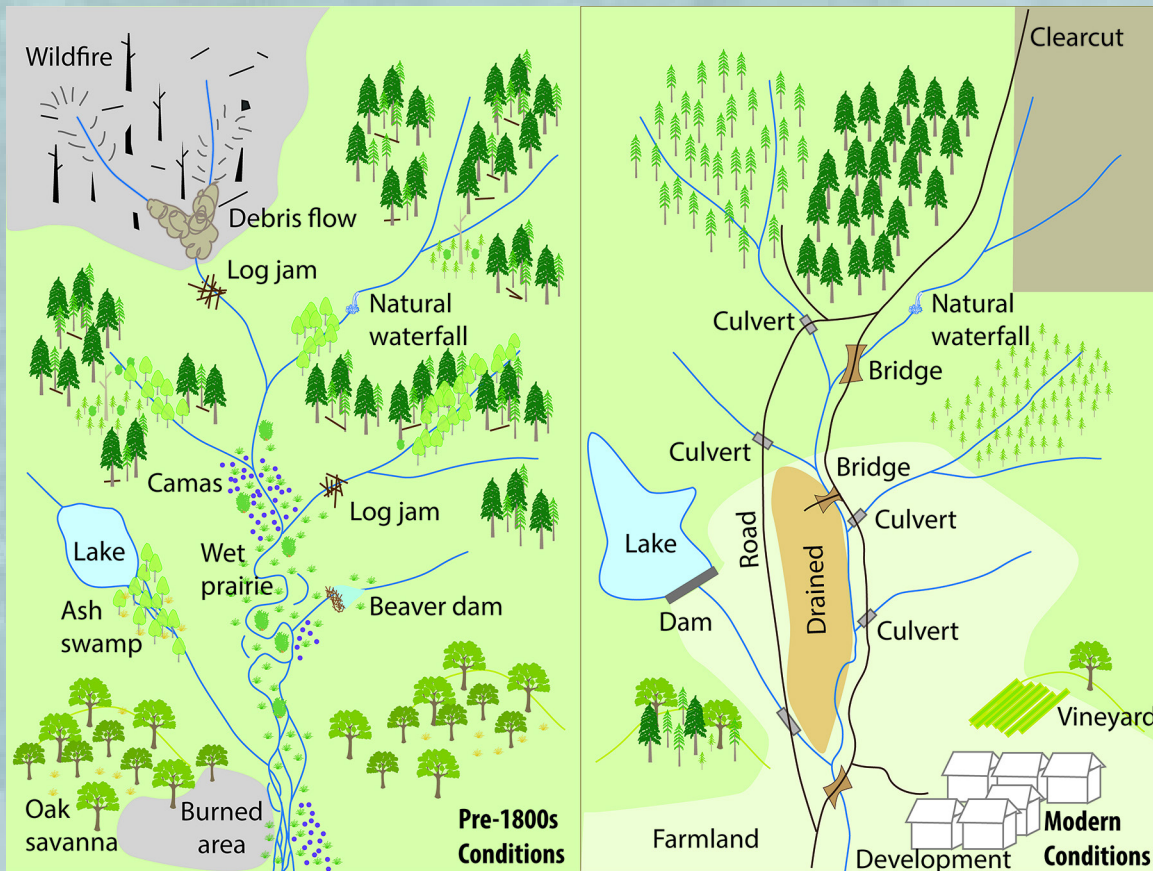 Wildfire
Debris flow
Log jam
Natural
waterfall
Camas
Log jam
Lake
Wet
prairie
Ash
swamp
Beaver dam
Oak
savanna
Burned
area
Pre-1800s
Conditions
Clearcut
Culvert
Natural
waterfall
Bridge
Culvert
Bridge
Culvert
Lake
Road
Drained
Dam
Culvert
Vineyard
Farmland
Development
Modern
Conditions